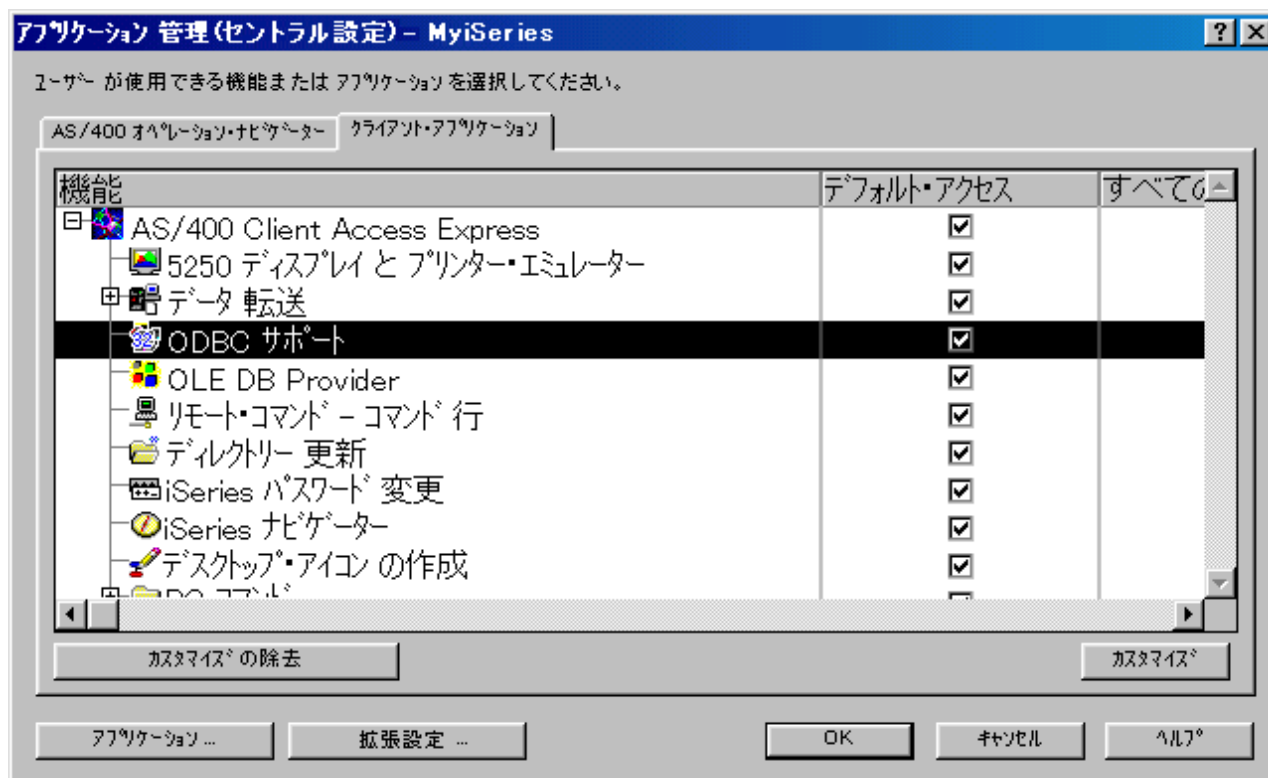 アプリケーション 管理(セントラル設定) – MyiSeries
ユーザー が使用できる機能または アプリケーション を選択してください。
AS/400 オペレーション・ナビゲーター クライアント・アプリケーション
機能 デフォルト・アクセス すべての
AS/400 Client Access Express
5250 ディスプレイ と プリンター・エミュレーター
データ 転送
ODBC サポート
OLE DB Provider
リモート・コマンド – コマンド 行
ディレクトリー 更新
iSeries パスワード 変更
iSeries ナビゲーター
デスクトップ・アイコン の作成
PC コマンド
カスタマイズ の除去 カスタマイズ
アプリケーション ... 拡張設定 ... OK キャンセル ヘルプ